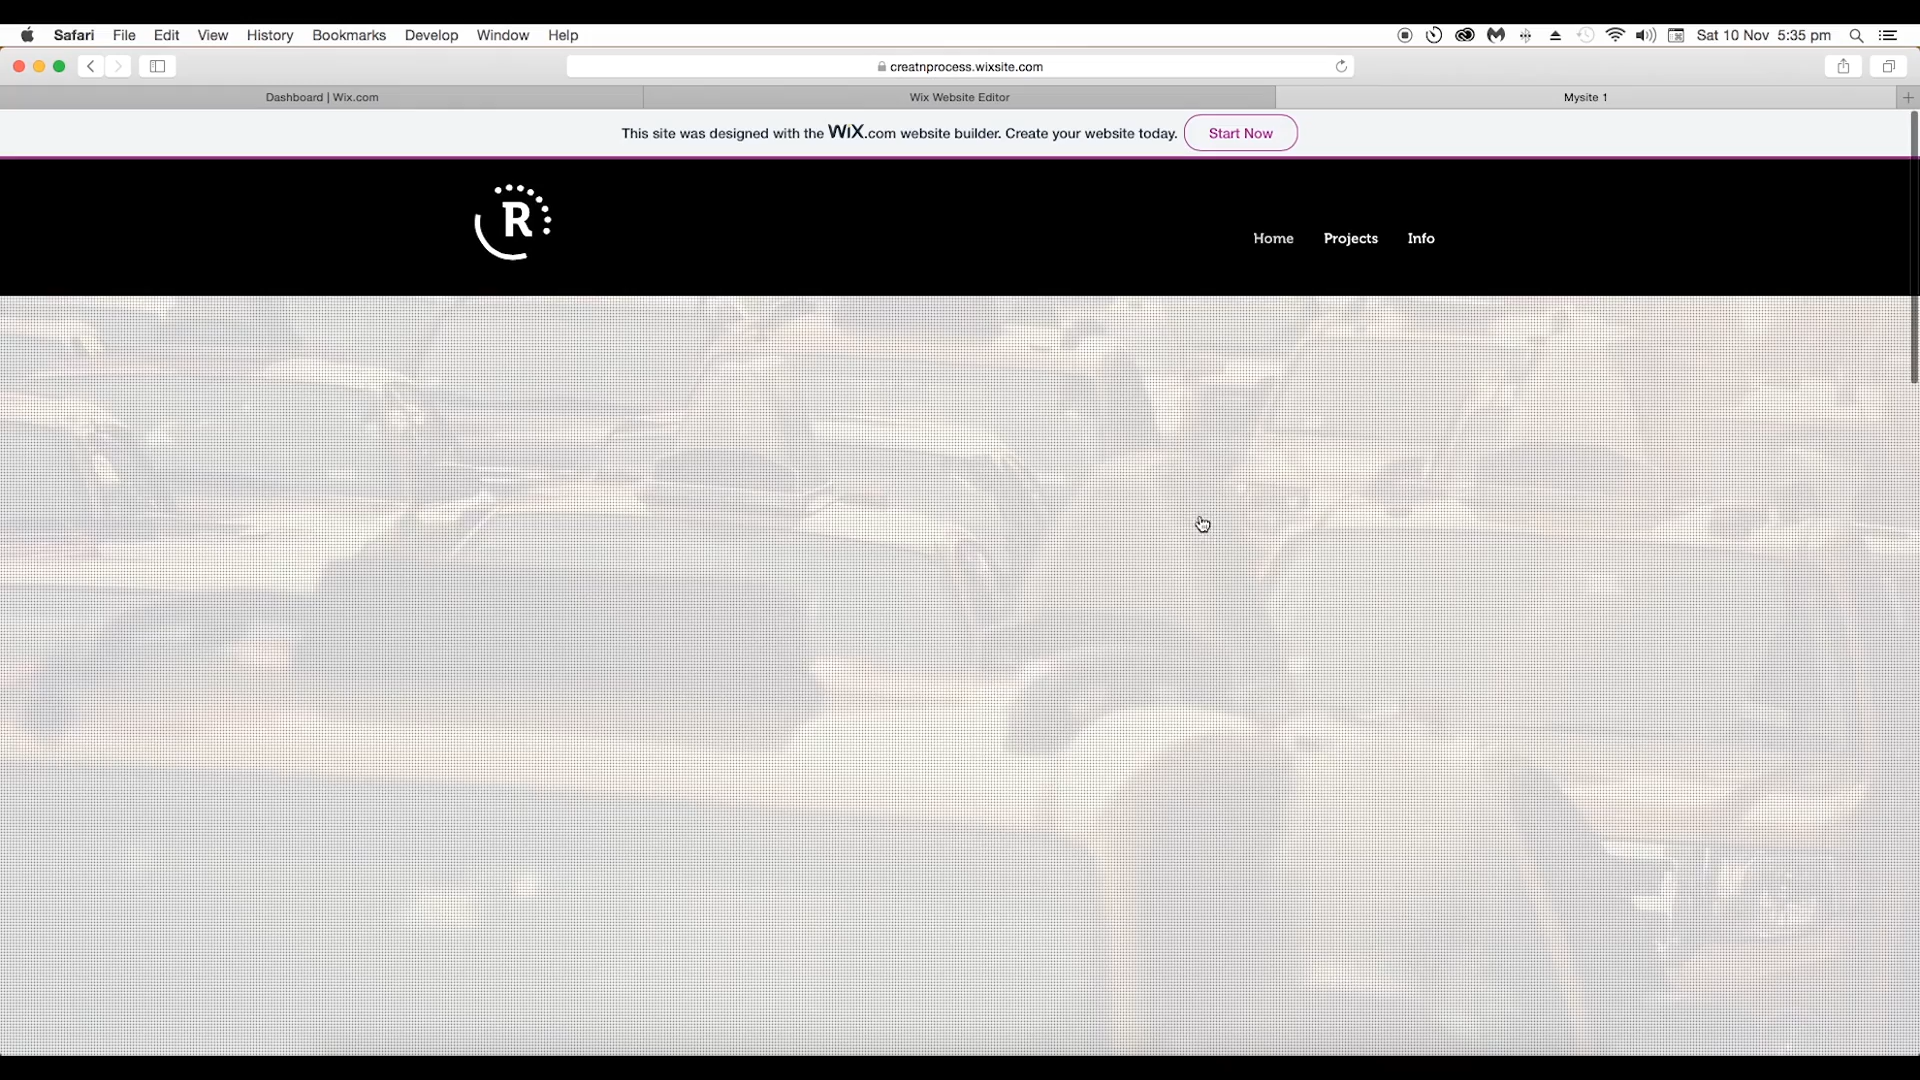 Safari File Edit View History Bookmarks Develop Window Help Sat 10 Nov 5:35 pm
creatnprocess.wixsite.com
Dashboard | Wix.com Wix Website Editor Mysite 1
This site was designed with the WiX.com website builder. Create your website today. Start Now
R
Home Projects Info